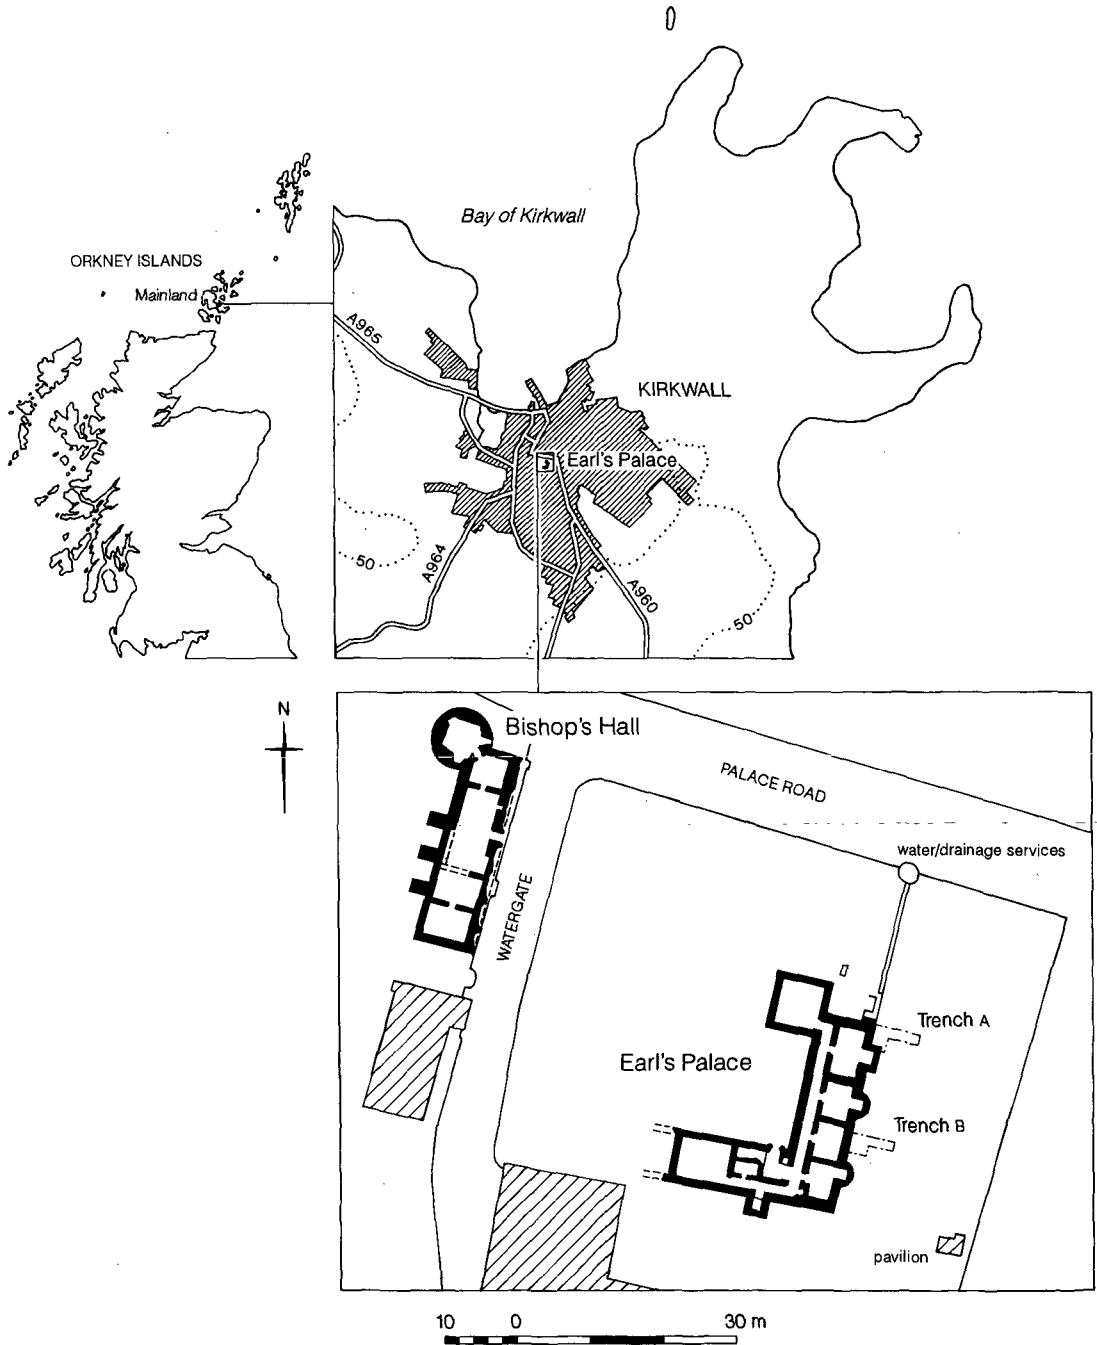 Bay of Kirkwall
ORKNEY ISLANDS
Mainland
A965
KIRKWALL
Earl's Palace
50
A964
A960
50
N
Bishop's Hall
PALACE ROAD
water/drainage services
WATERGATE
Trench A
Earl's Palace
Trench B
pavilion
10 0 30 m